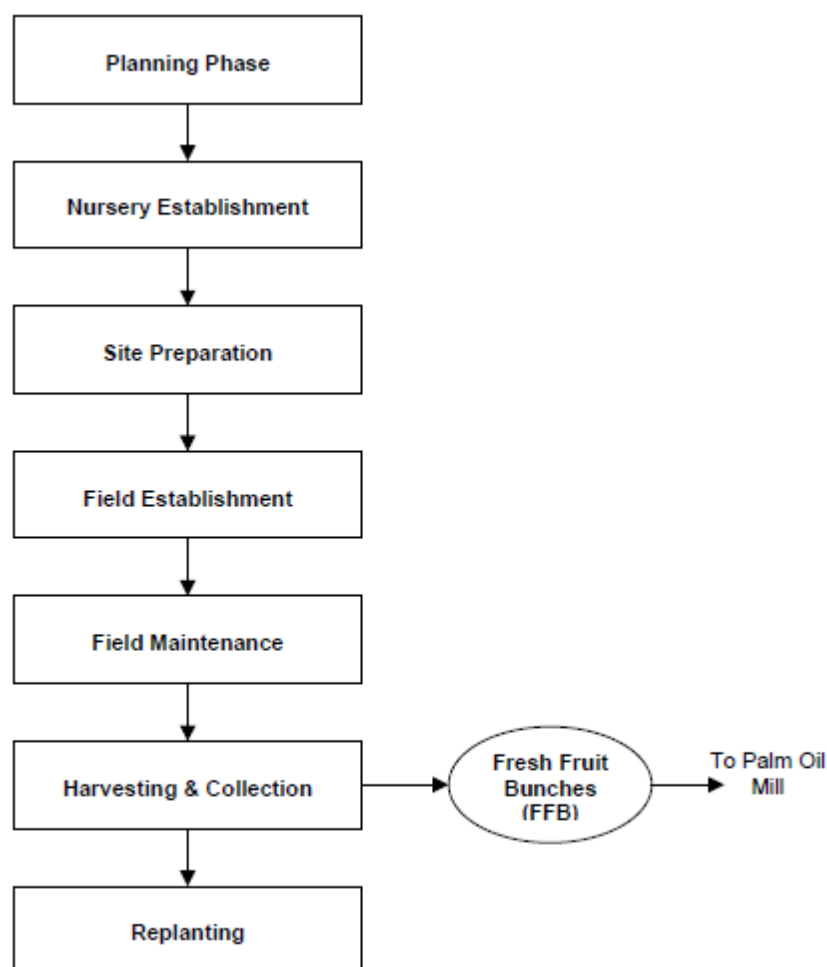 Planning Phase
Nursery Establishment
Site Preparation
Field Establishment
Field Maintenance
Harvesting & Collection
Fresh Fruit
Bunches
(FFB)
To Palm Oil
Mill
Replanting